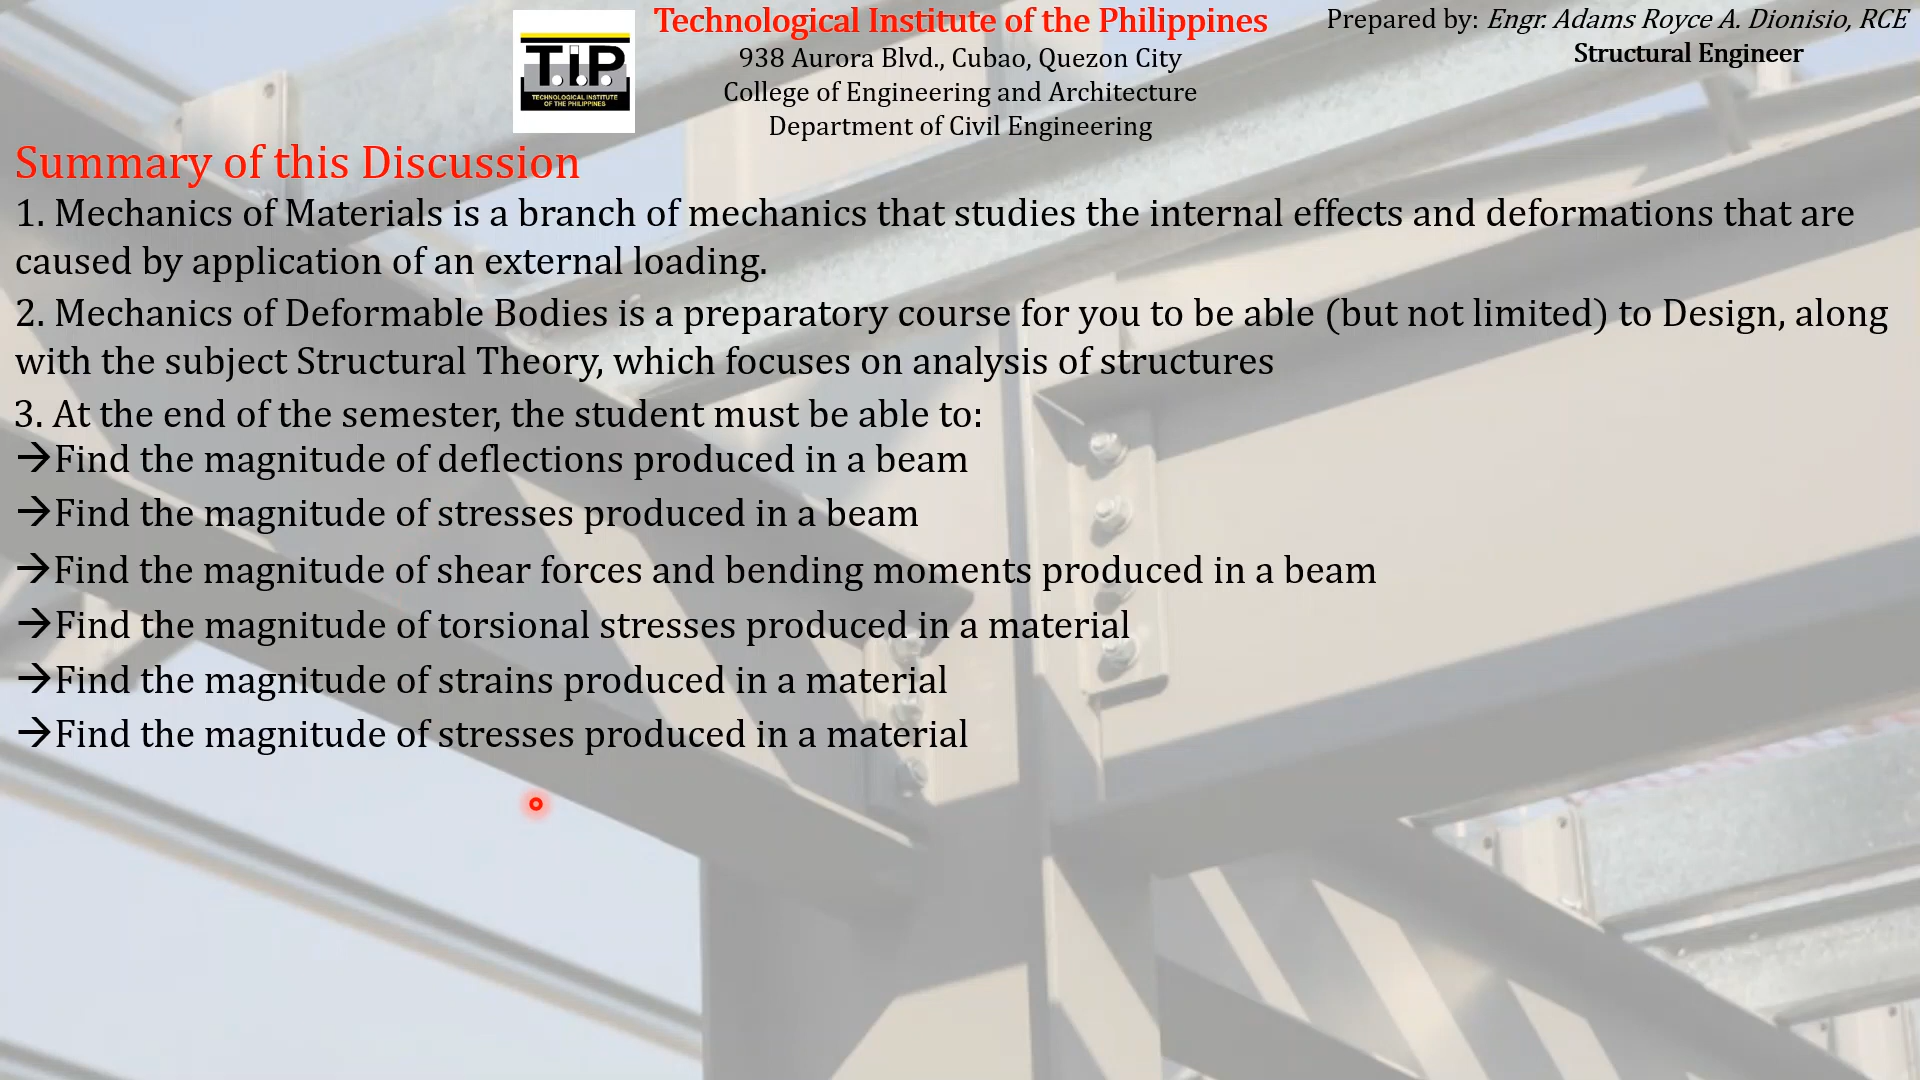 T.I.P
TECHNOLOGICAL INSTITUTE
OF THE PHILIPPINES
Technological Institute of the Philippines
938 Aurora Blvd., Cubao, Quezon City
College of Engineering and Architecture
Department of Civil Engineering
Prepared by: Engr. Adams Royce A. Dionisio, RCE
Structural Engineer
Summary of this Discussion
1. Mechanics of Materials is a branch of mechanics that studies the internal effects and deformations that are
caused by application of an external loading.
2. Mechanics of Deformable Bodies is a preparatory course for you to be able (but not limited) to Design, along
with the subject Structural Theory, which focuses on analysis of structures
3. At the end of the semester, the student must be able to:
→Find the magnitude of deflections produced in a beam
→Find the magnitude of stresses produced in a beam
→Find the magnitude of shear forces and bending moments produced in a beam
→Find the magnitude of torsional stresses produced in a material
→Find the magnitude of strains produced in a material
→Find the magnitude of stresses produced in a material